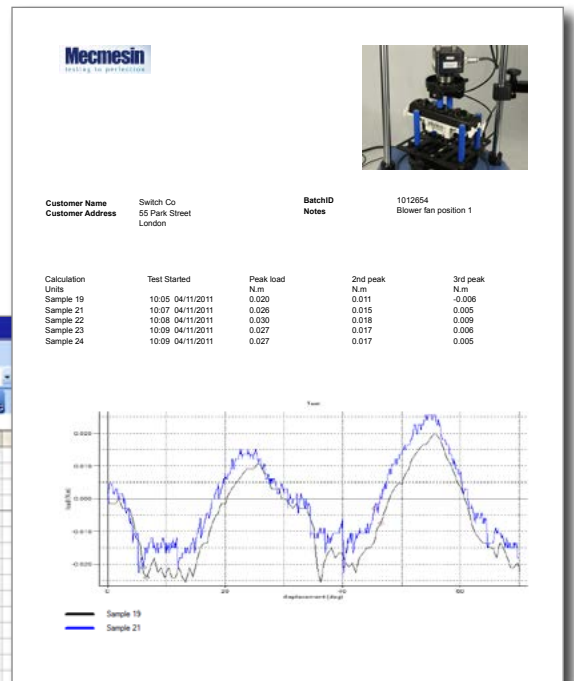 Mecmesin
testing to perfection
Customer Name Switch Co
Customer Address 55 Park Street
London
BatchID 1012654
Notes Blower fan position 1
Calculation Test Started Peak load 2nd peak 3rd peak
Units N.m N.m N.m
Sample 19 10:05 04/11/2011 0.020 0.011 -0.006
Sample 21 10:07 04/11/2011 0.026 0.015 0.005
Sample 22 10:08 04/11/2011 0.030 0.018 0.009
Sample 23 10:09 04/11/2011 0.027 0.017 0.006
Sample 24 10:09 04/11/2011 0.027 0.017 0.005
0.000
displacement (deg)
Sample 19
Sample 21